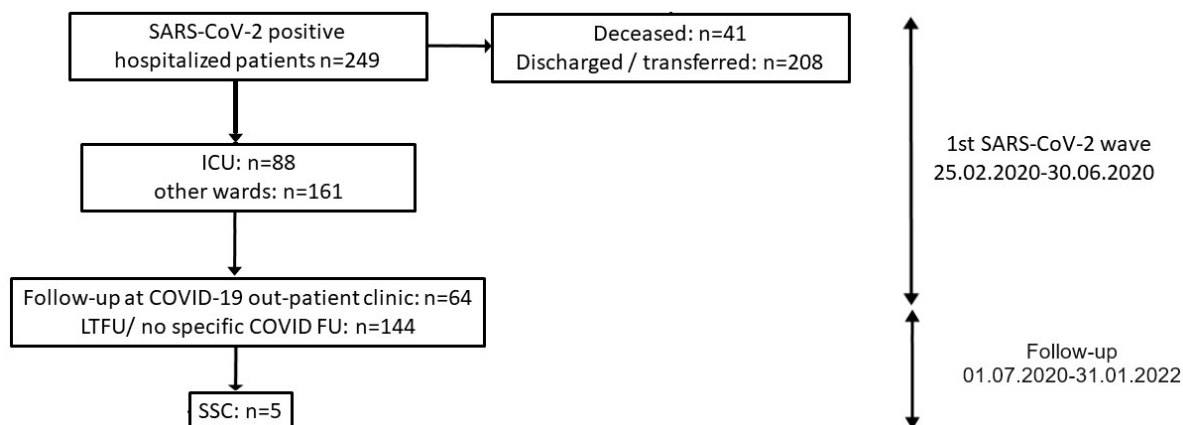 SARS-CoV-2 positive
hospitalized patients n=249
Deceased: n=41
Discharged / transferred: n=208
ICU: n=88
other wards: n=161
1st SARS-CoV-2 wave
25.02.2020-30.06.2020
Follow-up at COVID-19 out-patient clinic: n=64
LTFU/ no specific COVID FU: n=144
Follow-up
01.07.2020-31.01.2022
SSC: n=5